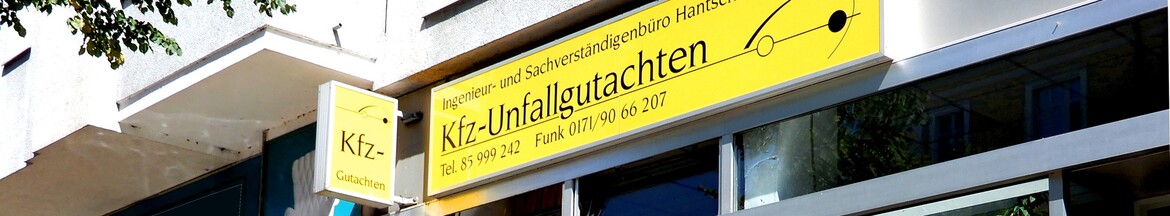 Ingenieur- und Sachverständigenbüro
Kfz-Unfallgutachten
Tel. 85 999 242 Funk 0171/90 66 207
Kfz-
Gutachten